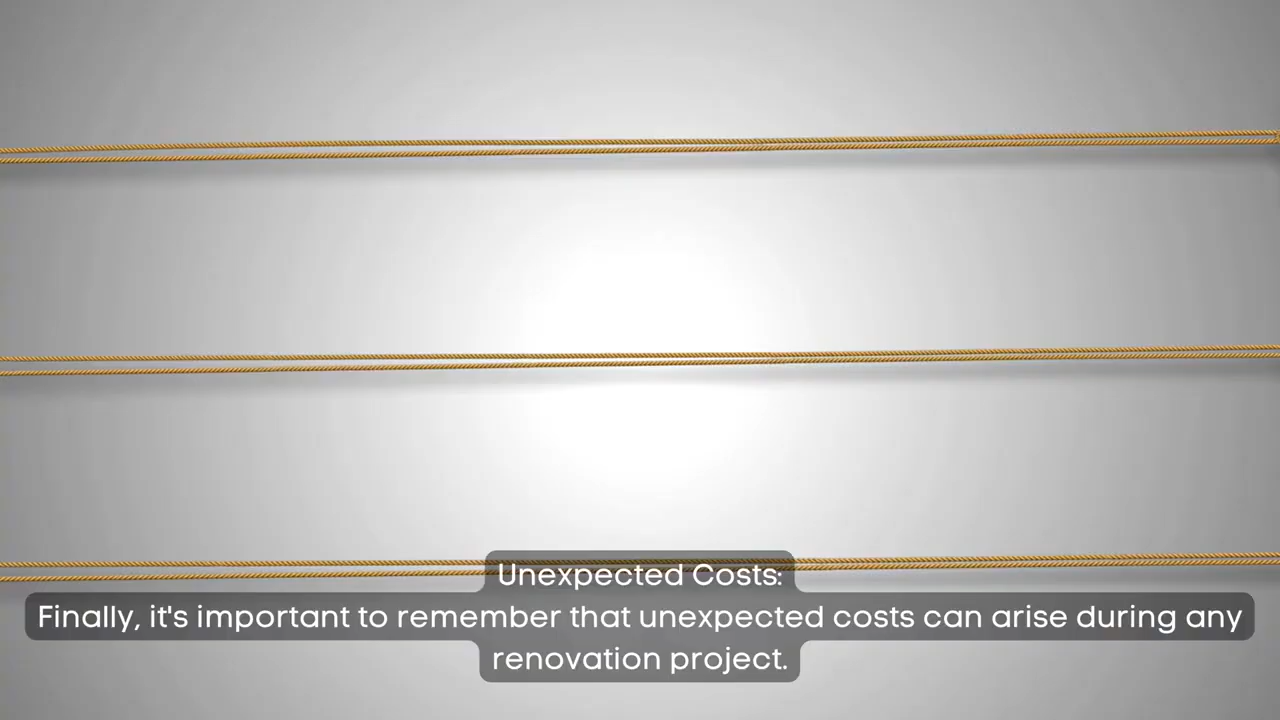 Unexpected Costs:
Finally, it's important to remember that unexpected costs can arise during any
renovation project.